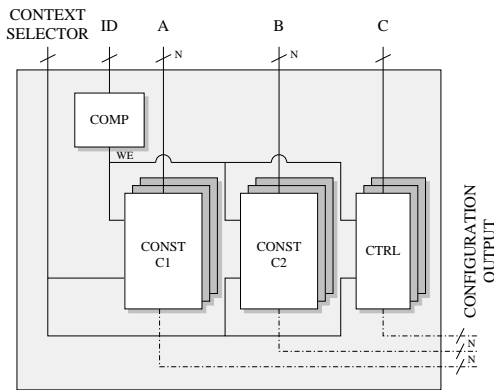 CONTEXT
SELECTOR
ID
A
B
C
N
N
COMP
WE
CONST
C1
CONST
C2
CTRL
CONFIGURATION
OUTPUT
N
N